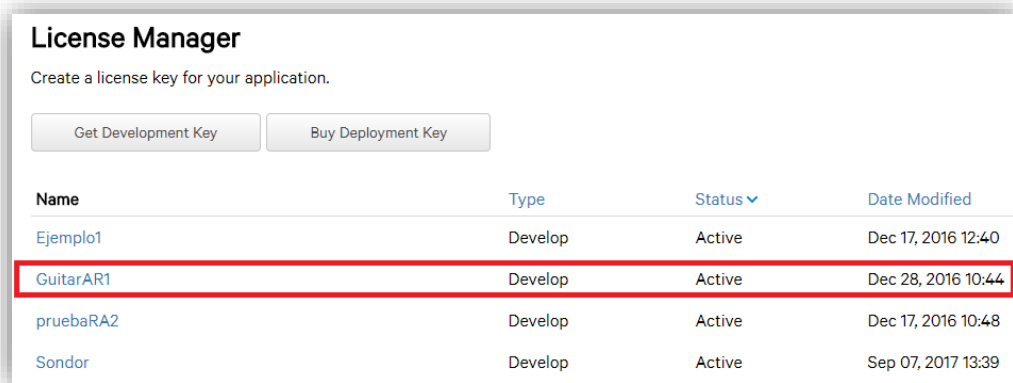 License Manager
Create a license key for your application.
Get Development Key Buy Deployment Key
Name Type Status Date Modified
Ejemplo1 Develop Active Dec 17, 2016 12:40
GuitarAR1 Develop Active Dec 28, 2016 10:44
pruebaRA2 Develop Active Dec 17, 2016 10:48
Sondor Develop Active Sep 07, 2017 13:39